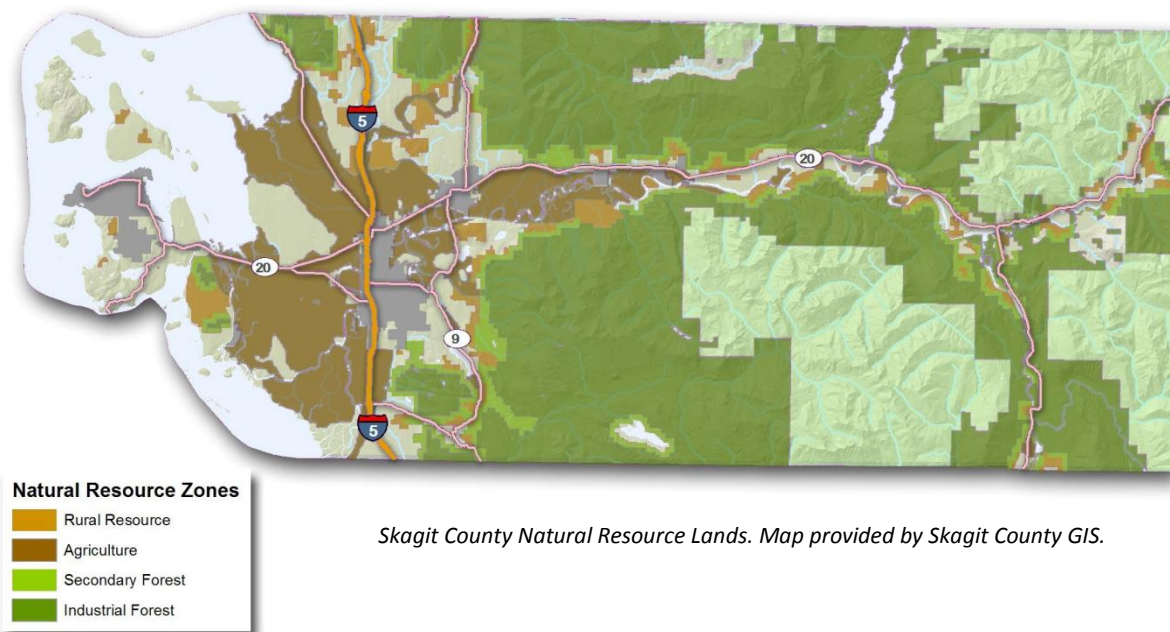 5
20
20
9
5
Natural Resource Zones
Rural Resource
Agriculture
Secondary Forest
Industrial Forest
Skagit County Natural Resource Lands. Map provided by Skagit County GIS.